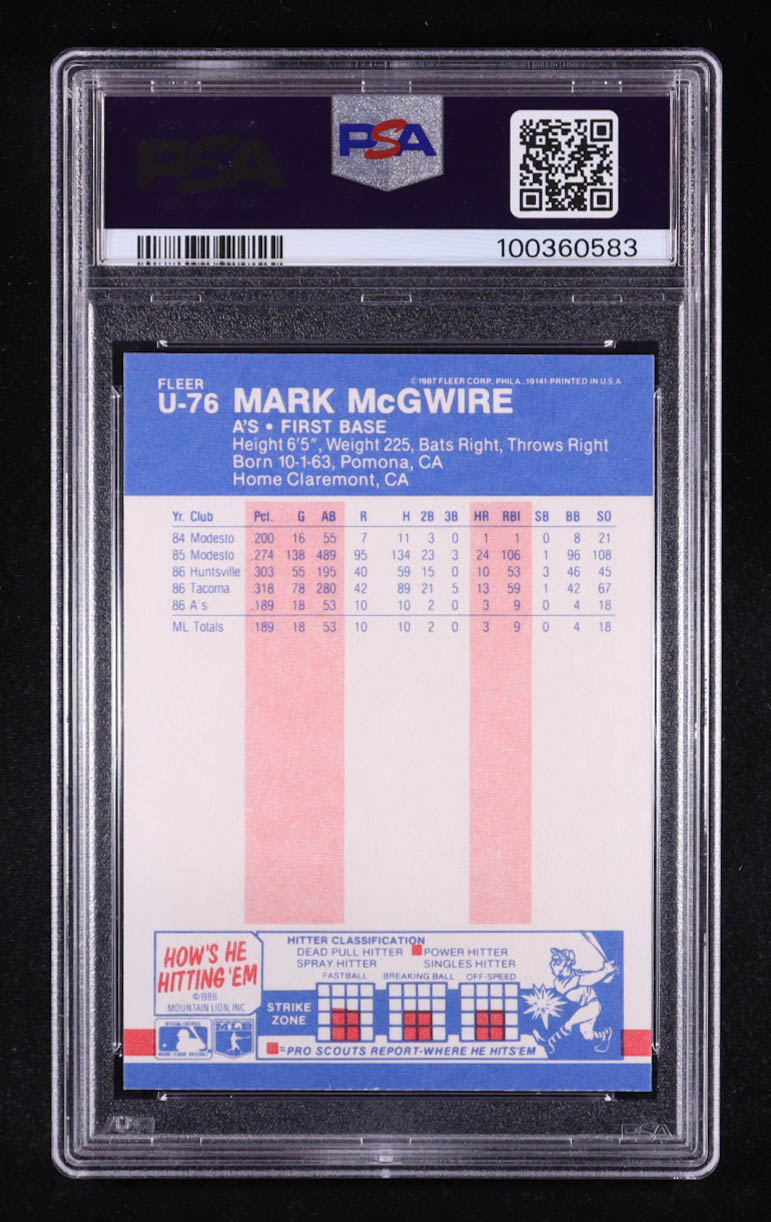 PSA
PSA
100360583
FLEER
©1987 FLEER CORP. PHILA. 19141-PRINTED IN U.S.A.
U-76 MARK McGWIRE
A'S • FIRST BASE
Height 6'5", Weight 225, Bats Right, Throws Right
Born 10-1-63, Pomona, CA
Home Claremont, CA
Yr. Club Pct. G AB R H 2B 3B HR RBI SB BB SO
84 Modesto .200 16 55 7 11 3 0 1 1 0 8 21
85 Modesto .274 138 489 95 134 23 3 24 106 1 96 108
86 Huntsville .303 55 195 40 59 15 0 10 53 3 46 45
86 Tacoma .318 78 280 42 89 21 5 13 59 1 42 67
86 A's .189 18 53 10 10 2 0 3 9 0 4 18
ML Totals .189 18 53 10 10 2 0 3 9 0 4 18
HOW'S HE
HITTING 'EM
©1986
MOUNTAIN LION, INC
HITTER CLASSIFICATION
DEAD PULL HITTER POWER HITTER
SPRAY HITTER SINGLES HITTER
FASTBALL BREAKING BALL OFF-SPEED
STRIKE
ZONE
=PRO SCOUTS REPORT-WHERE HE HITS 'EM
OFFICIAL LICENSEE
MAJOR LEAGUE BASEBALL
MLB
PSA